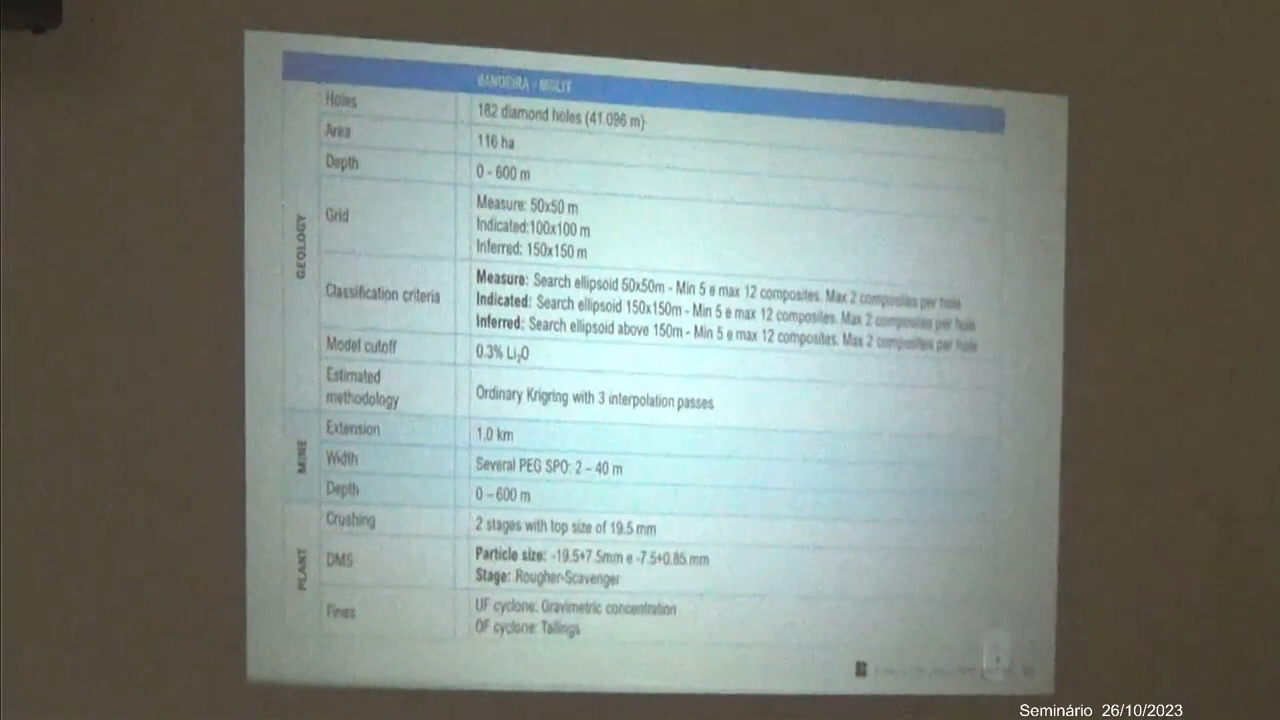 BANDEIRA - MGLIT
GEOLOGY
Holes
182 diamond holes (41.096 m)
Area
116 ha
Depth
0 - 600 m
Grid
Measure: 50x50 m
Indicated:100x100 m
Inferred: 150x150 m
Classification criteria
Measure: Search ellipsoid 50x50m - Min 5 e max 12 composites. Max 2 composites per hole
Indicated: Search ellipsoid 150x150m - Min 5 e max 12 composites. Max 2 composites per hole
Inferred: Search ellipsoid above 150m - Min 5 e max 12 composites. Max 2 composites per hole
Model cutoff
0.3% Li₂O
Estimated
methodology
Ordinary Krigring with 3 interpolation passes
MINE
Extension
1,0 km
Width
Several PEG SPO: 2 – 40 m
Depth
0 – 600 m
PLANT
Crushing
2 stages with top size of 19.5 mm
DMS
Particle size: -19.5+7.5mm e -7.5+0.85 mm
Stage: Rougher-Scavenger
Fines
UF cyclone: Gravimetric concentration
OF cyclone: Tailings
Seminário 26/10/2023